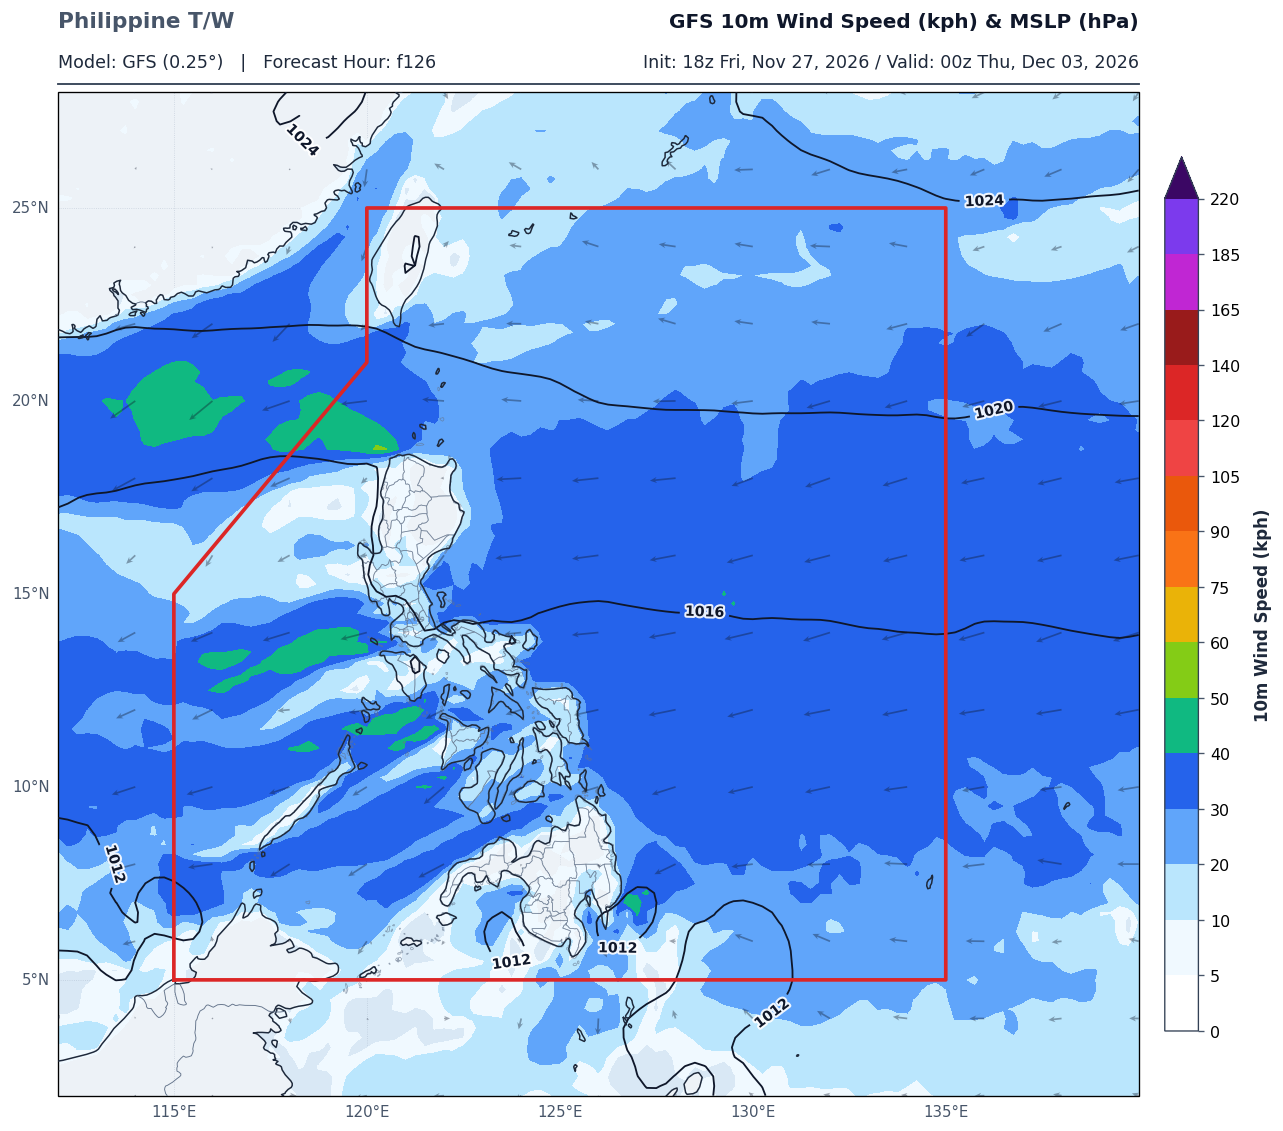 Philippine T/W
GFS 10m Wind Speed (kph) & MSLP (hPa)
Model: GFS (0.25°) | Forecast Hour: f126
Init: 18z Fri, Nov 27, 2026 / Valid: 00z Thu, Dec 03, 2026
1024
1024
1020
1016
1012
1012
1012
1012
25°N
20°N
15°N
10°N
5°N
115°E
120°E
125°E
130°E
135°E
220
185
165
140
120
105
90
75
60
50
40
30
20
10
5
0
10m Wind Speed (kph)